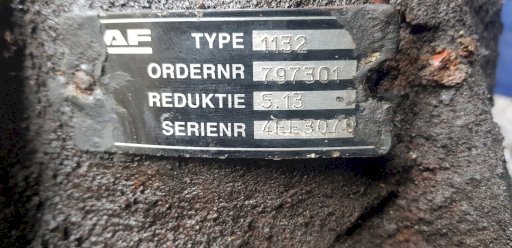 AF TYPE 1132
ORDERNR 797301
REDUKTIE 5.13
SERIENR